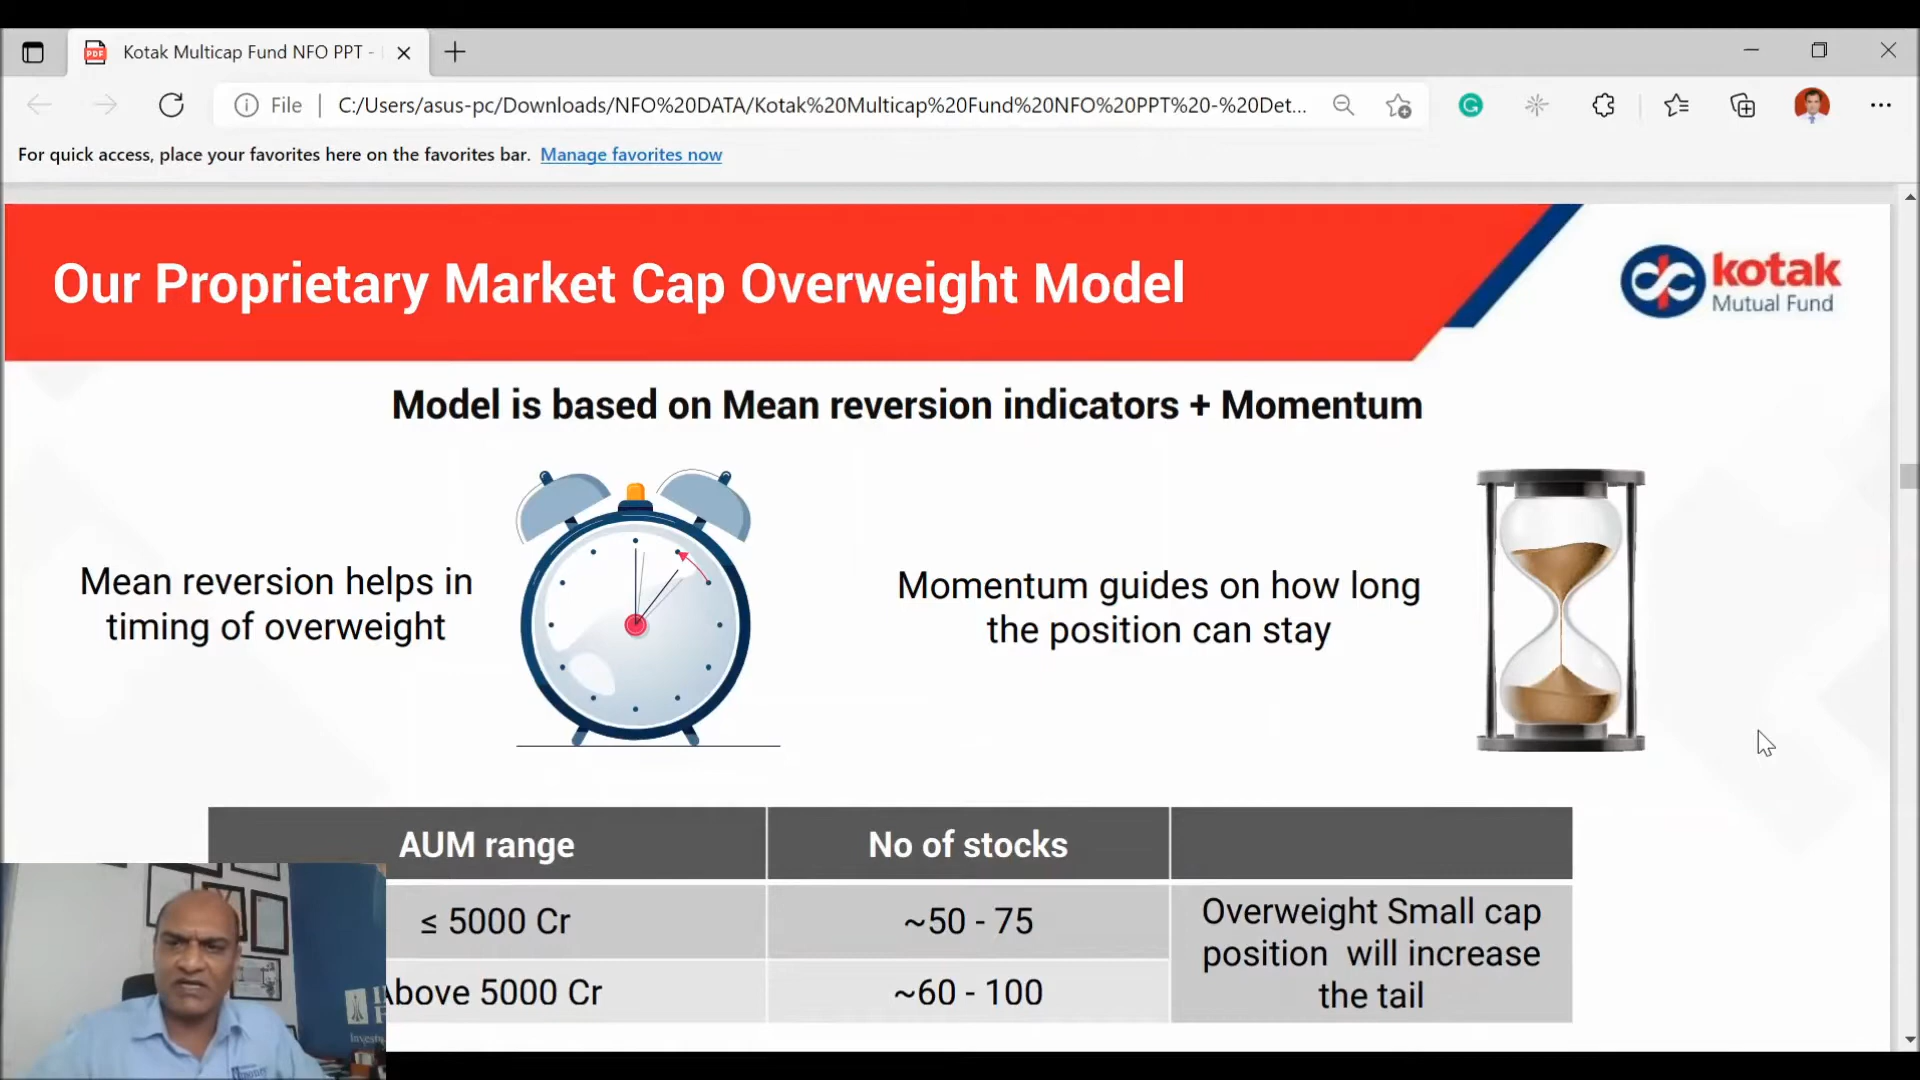 Kotak Multicap Fund NFO PPT -
File
C:/Users/asus-pc/Downloads/NFO%20DATA/Kotak%20Multicap%20Fund%20NFO%20PPT%20-%20Det...
For quick access, place your favorites here on the favorites bar. Manage favorites now
Our Proprietary Market Cap Overweight Model
kotak
Mutual Fund
Model is based on Mean reversion indicators + Momentum
Mean reversion helps in
timing of overweight
Momentum guides on how long
the position can stay
AUM range
No of stocks
≤ 5000 Cr
~50 - 75
Overweight Small cap
position will increase
the tail
Above 5000 Cr
~60 - 100